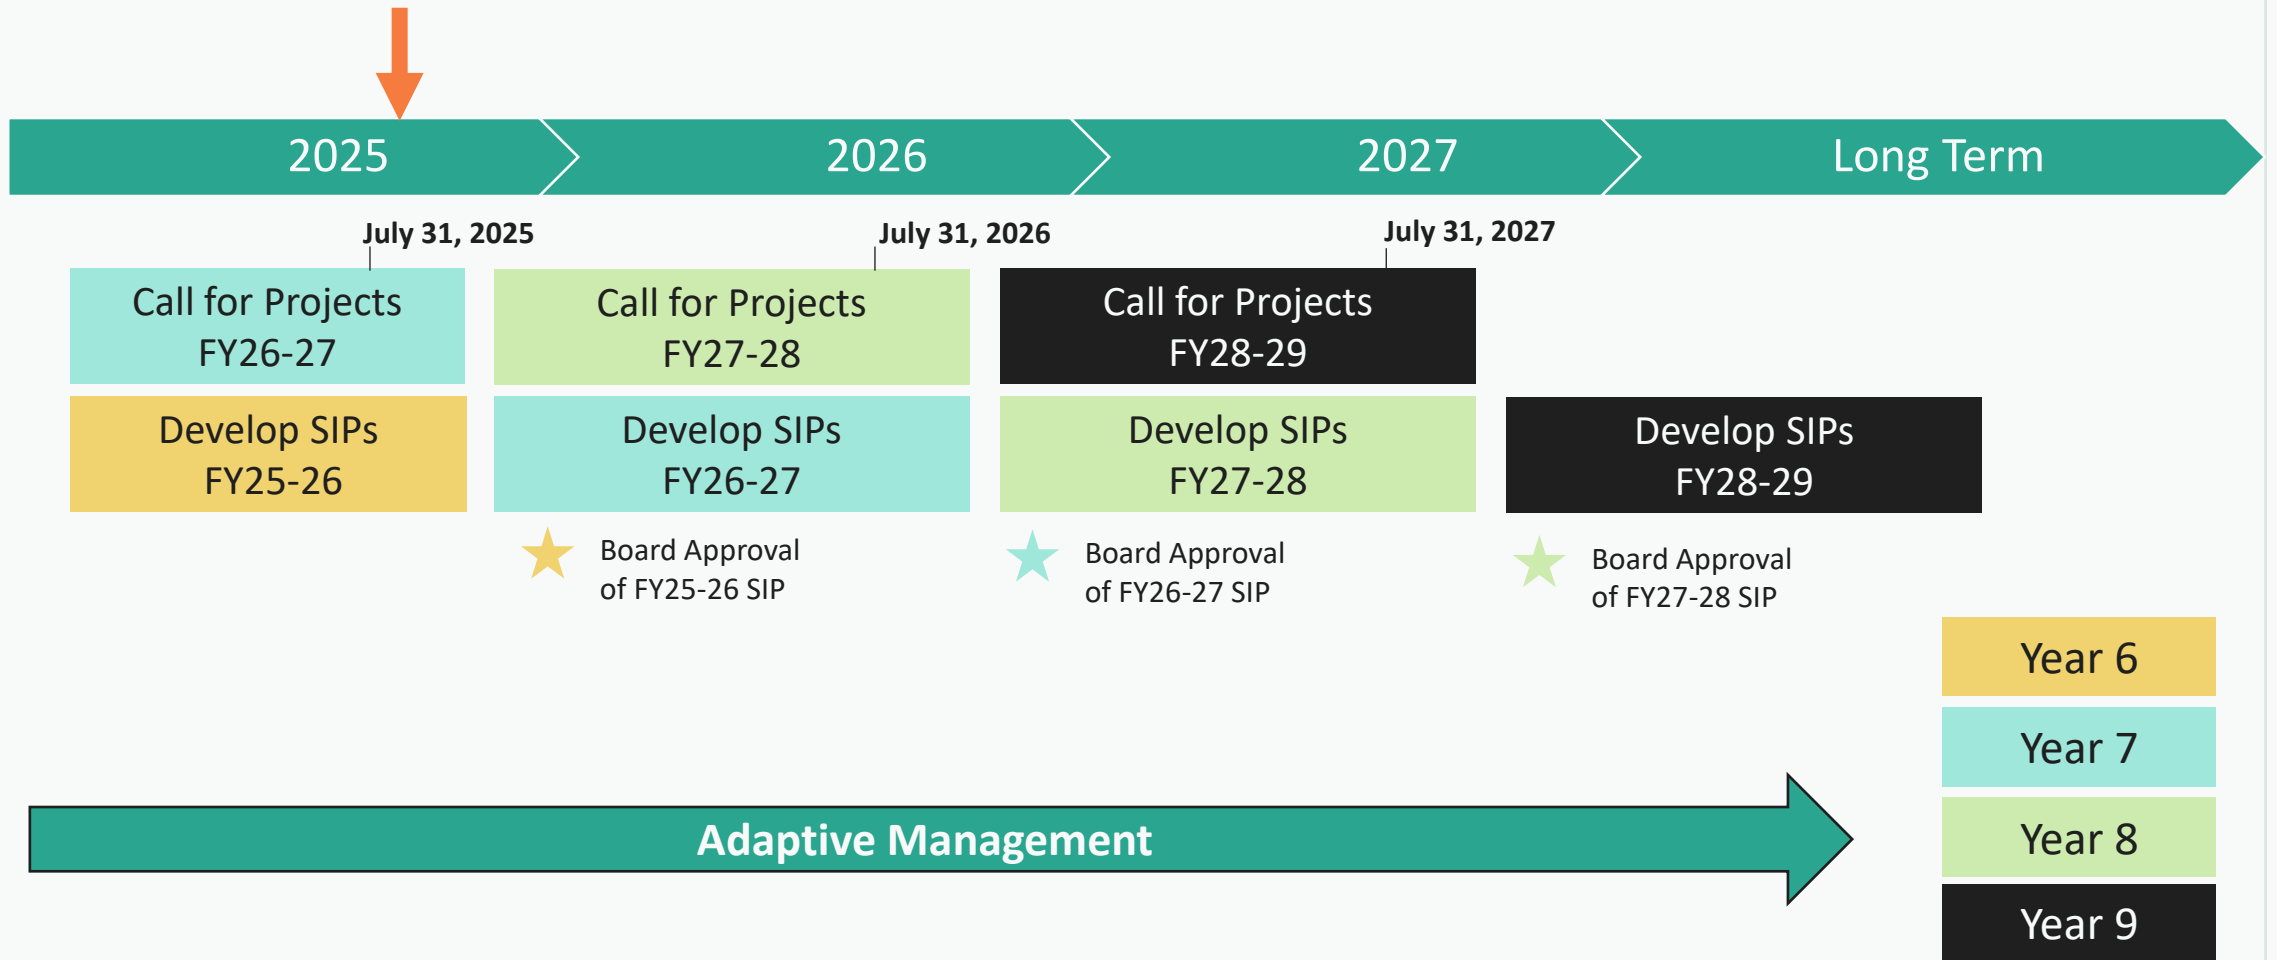 2025
2026
2027
Long Term
July 31, 2025
July 31, 2026
July 31, 2027
Call for Projects
FY26-27
Call for Projects
FY27-28
Call for Projects
FY28-29
Develop SIPs
FY25-26
Develop SIPs
FY26-27
Develop SIPs
FY27-28
Develop SIPs
FY28-29
Board Approval
of FY25-26 SIP
Board Approval
of FY26-27 SIP
Board Approval
of FY27-28 SIP
Year 6
Year 7
Year 8
Year 9
Adaptive Management